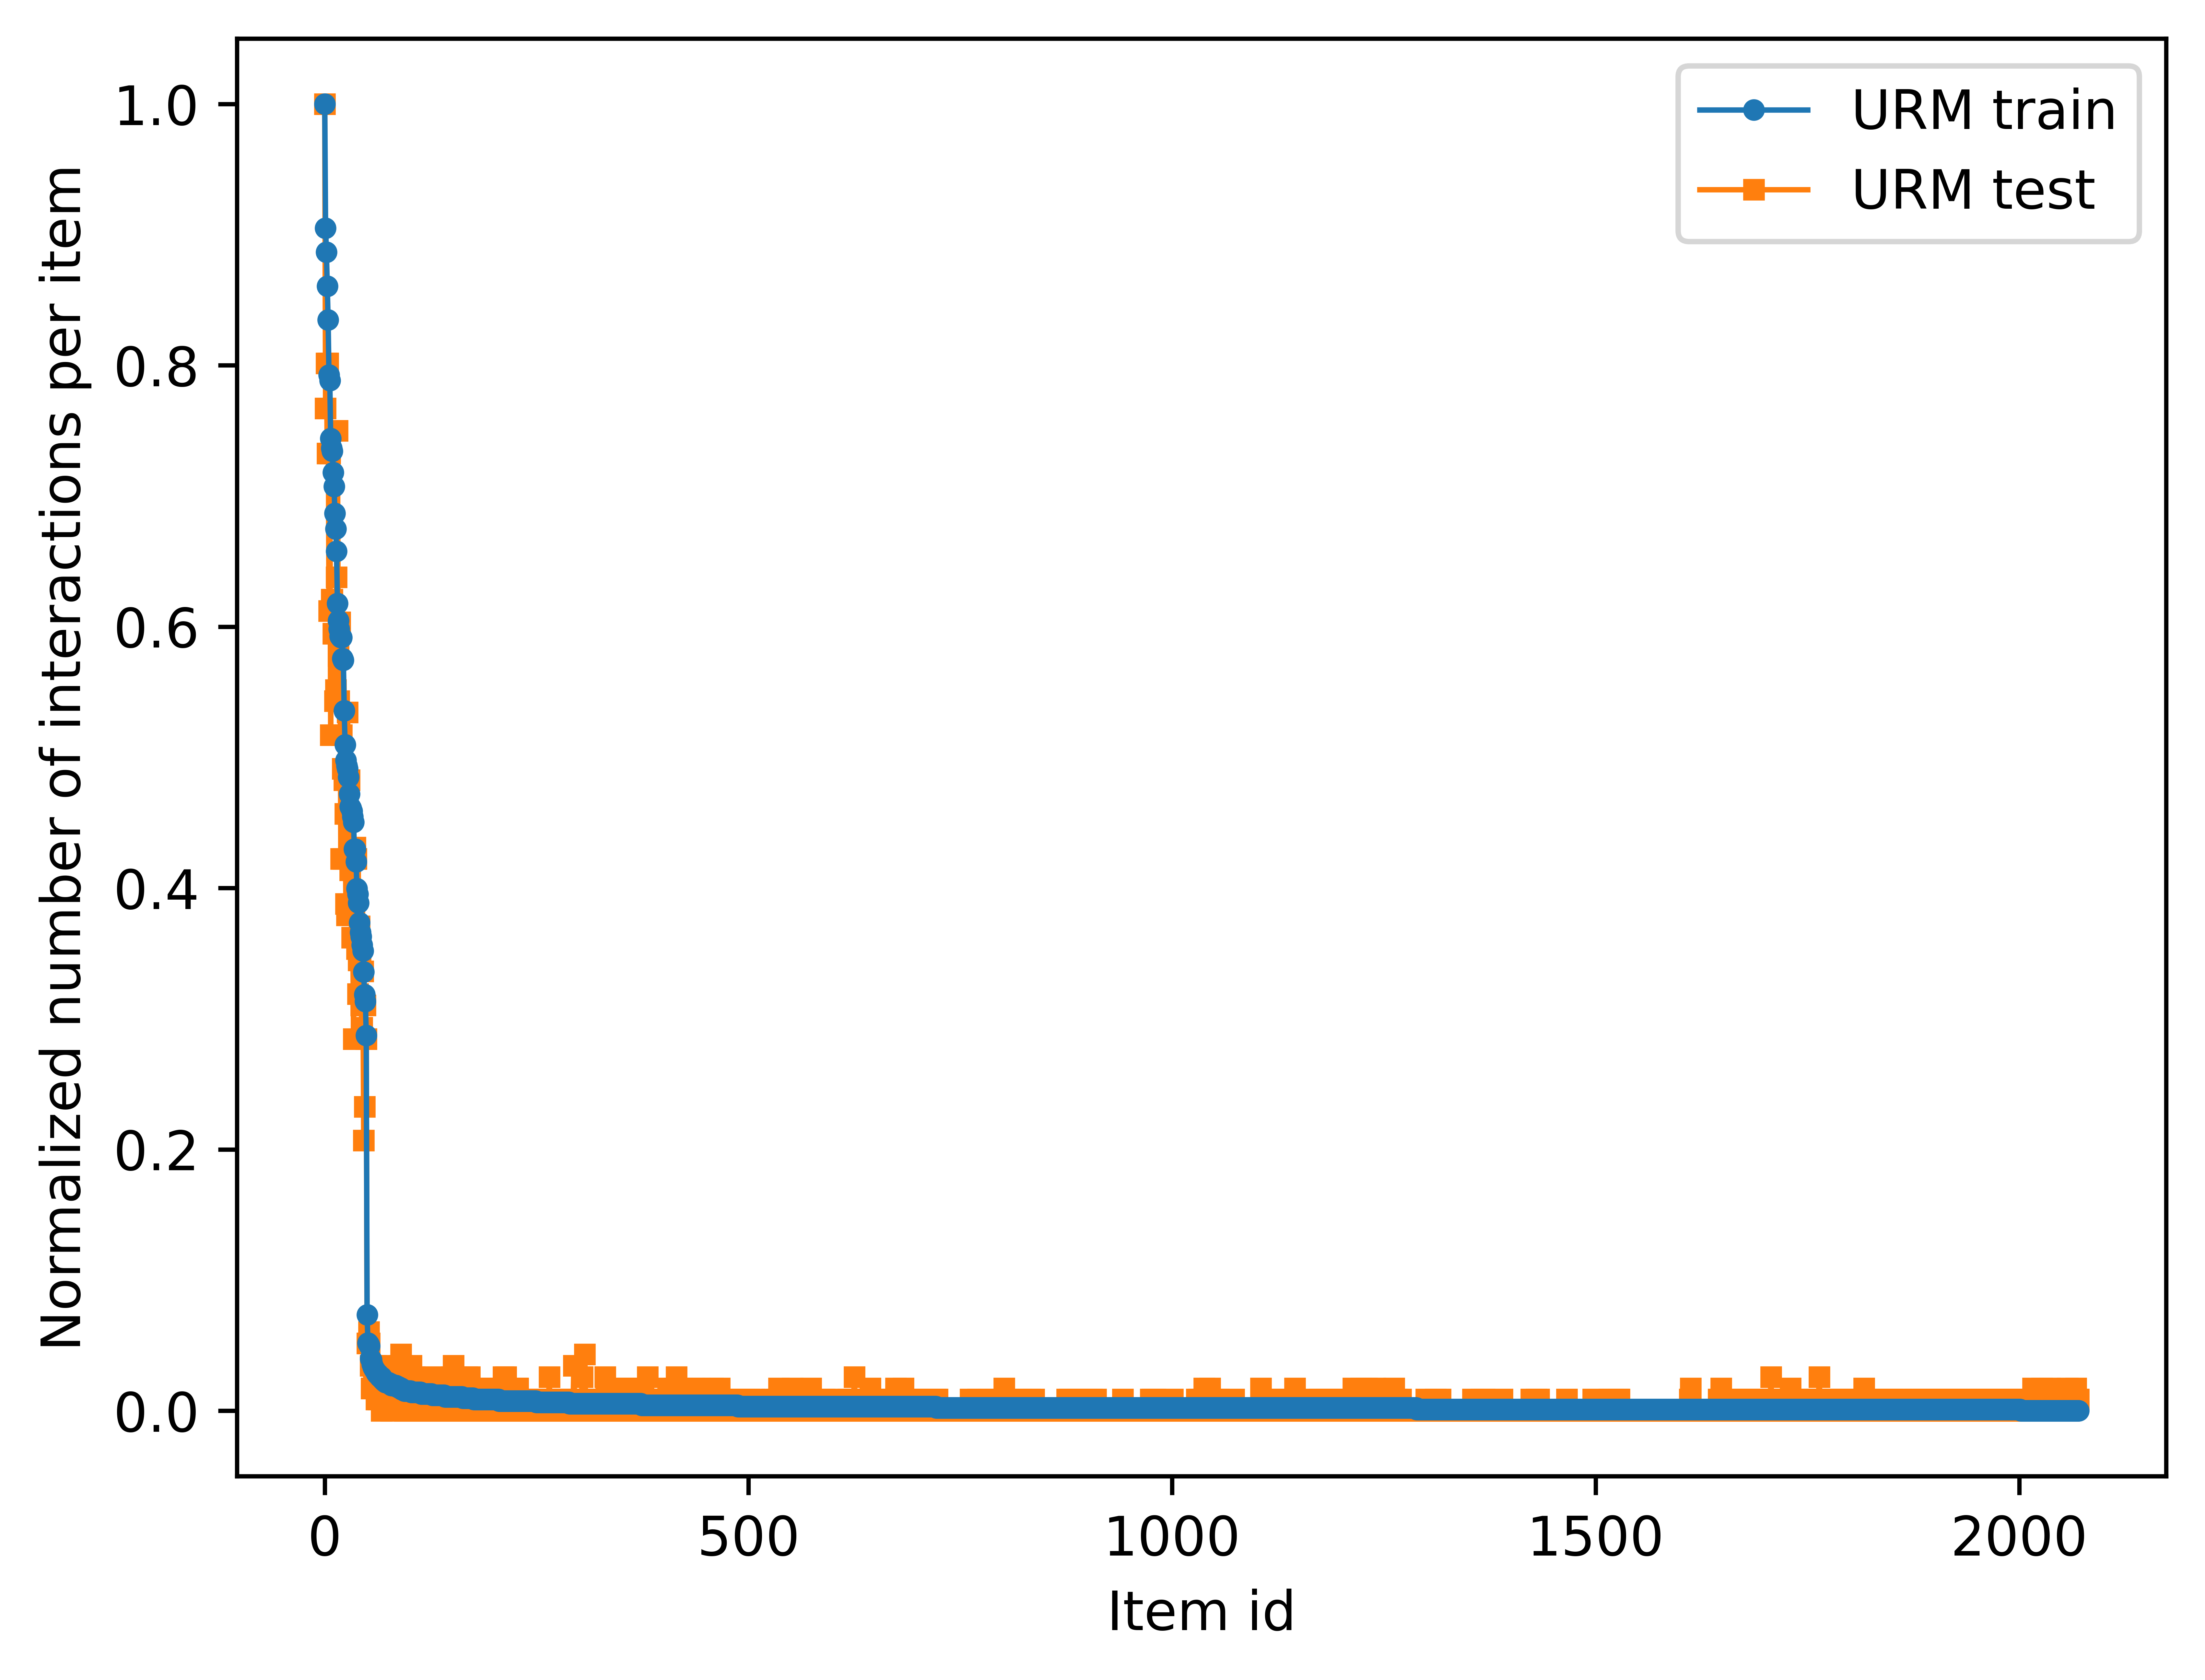 URM train
URM test
Normalized number of interactions per item
1.0
0.8
0.6
0.4
0.2
0.0
0 500 1000 1500 2000
Item id